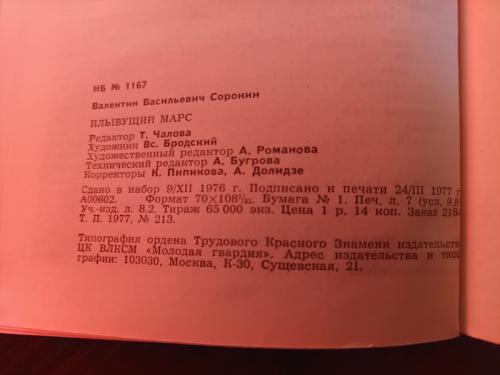 НБ № 1167
Валентин Васильевич Сорокин
ПЛЫВУЩИЙ МАРС
Редактор Т. Чалова
Художник Вс. Бродский
Художественный редактор А. Романова
Технический редактор А. Бугрова
Корректоры К. Пипикова, А. Долидзе
Сдано в набор 9/XII 1976 г. Подписано к печати 24/III 1977 г.
А00602. Формат 70×108¹/₃₂. Бумага № 1. Печ. л. 7 (усл. 9,8)
Уч.-изд. л. 8,2. Тираж 65 000 экз. Цена 1 р. 14 коп. Заказ 2184
Т. П. 1977, № 213.
Типография ордена Трудового Красного Знамени издательства
ЦК ВЛКСМ «Молодая гвардия». Адрес издательства и типо-
графии: 103030, Москва, К-30, Сущевская, 21.